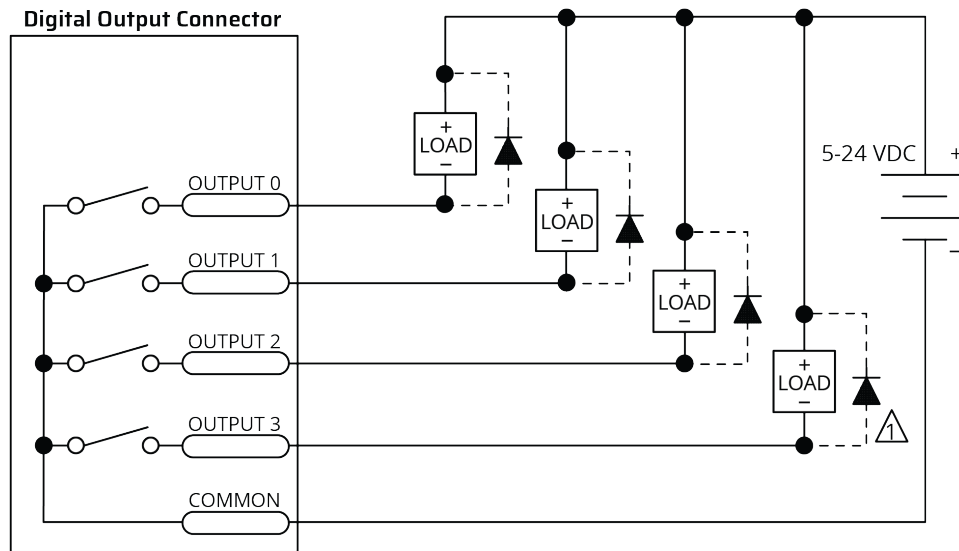 Digital Output Connector
+
LOAD
−
5-24 VDC
+
OUTPUT 0
+
LOAD
−
−
OUTPUT 1
+
LOAD
−
OUTPUT 2
+
LOAD
−
OUTPUT 3
1
COMMON